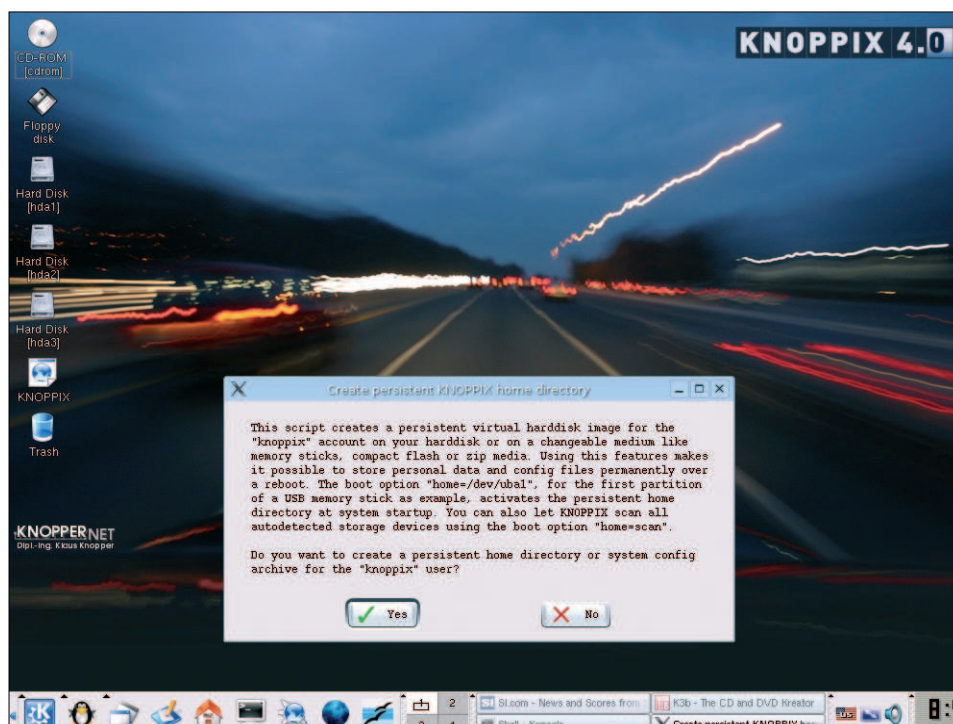 KNOPPIX 4.0
CD-ROM
[cdrom]
Floppy
disk
Hard Disk
[hda1]
Hard Disk
[hda2]
Hard Disk
[hda3]
KNOPPIX
Trash
KNOPPER.NET
Dipl.-Ing. Klaus Knopper
Create persistent KNOPPIX home directory
This script creates a persistent virtual harddisk image for the
"knoppix" account on your harddisk or on a changeable medium like
memory sticks, compact flash or zip media. Using this features makes
it possible to store personal data and config files permanently over
a reboot. The boot option "home=/dev/uba1", for the first partition
of a USB memory stick as example, activates the persistent home
directory at system startup. You can also let KNOPPIX scan all
autodetected storage devices using the boot option "home=scan".
Do you want to create a persistent home directory or system config
archive for the "knoppix" user?
Yes
No
2
SI.com - News and Scores from
K3b - The CD and DVD Kreator
Shell - Konsole
Create persistent KNOPPIX
8: